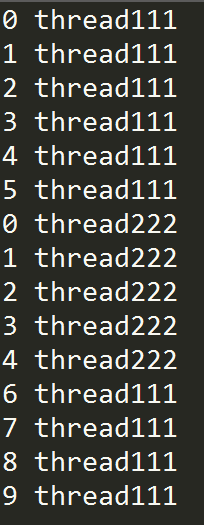 0 thread111
1 thread111
2 thread111
3 thread111
4 thread111
5 thread111
0 thread222
1 thread222
2 thread222
3 thread222
4 thread222
6 thread111
7 thread111
8 thread111
9 thread111